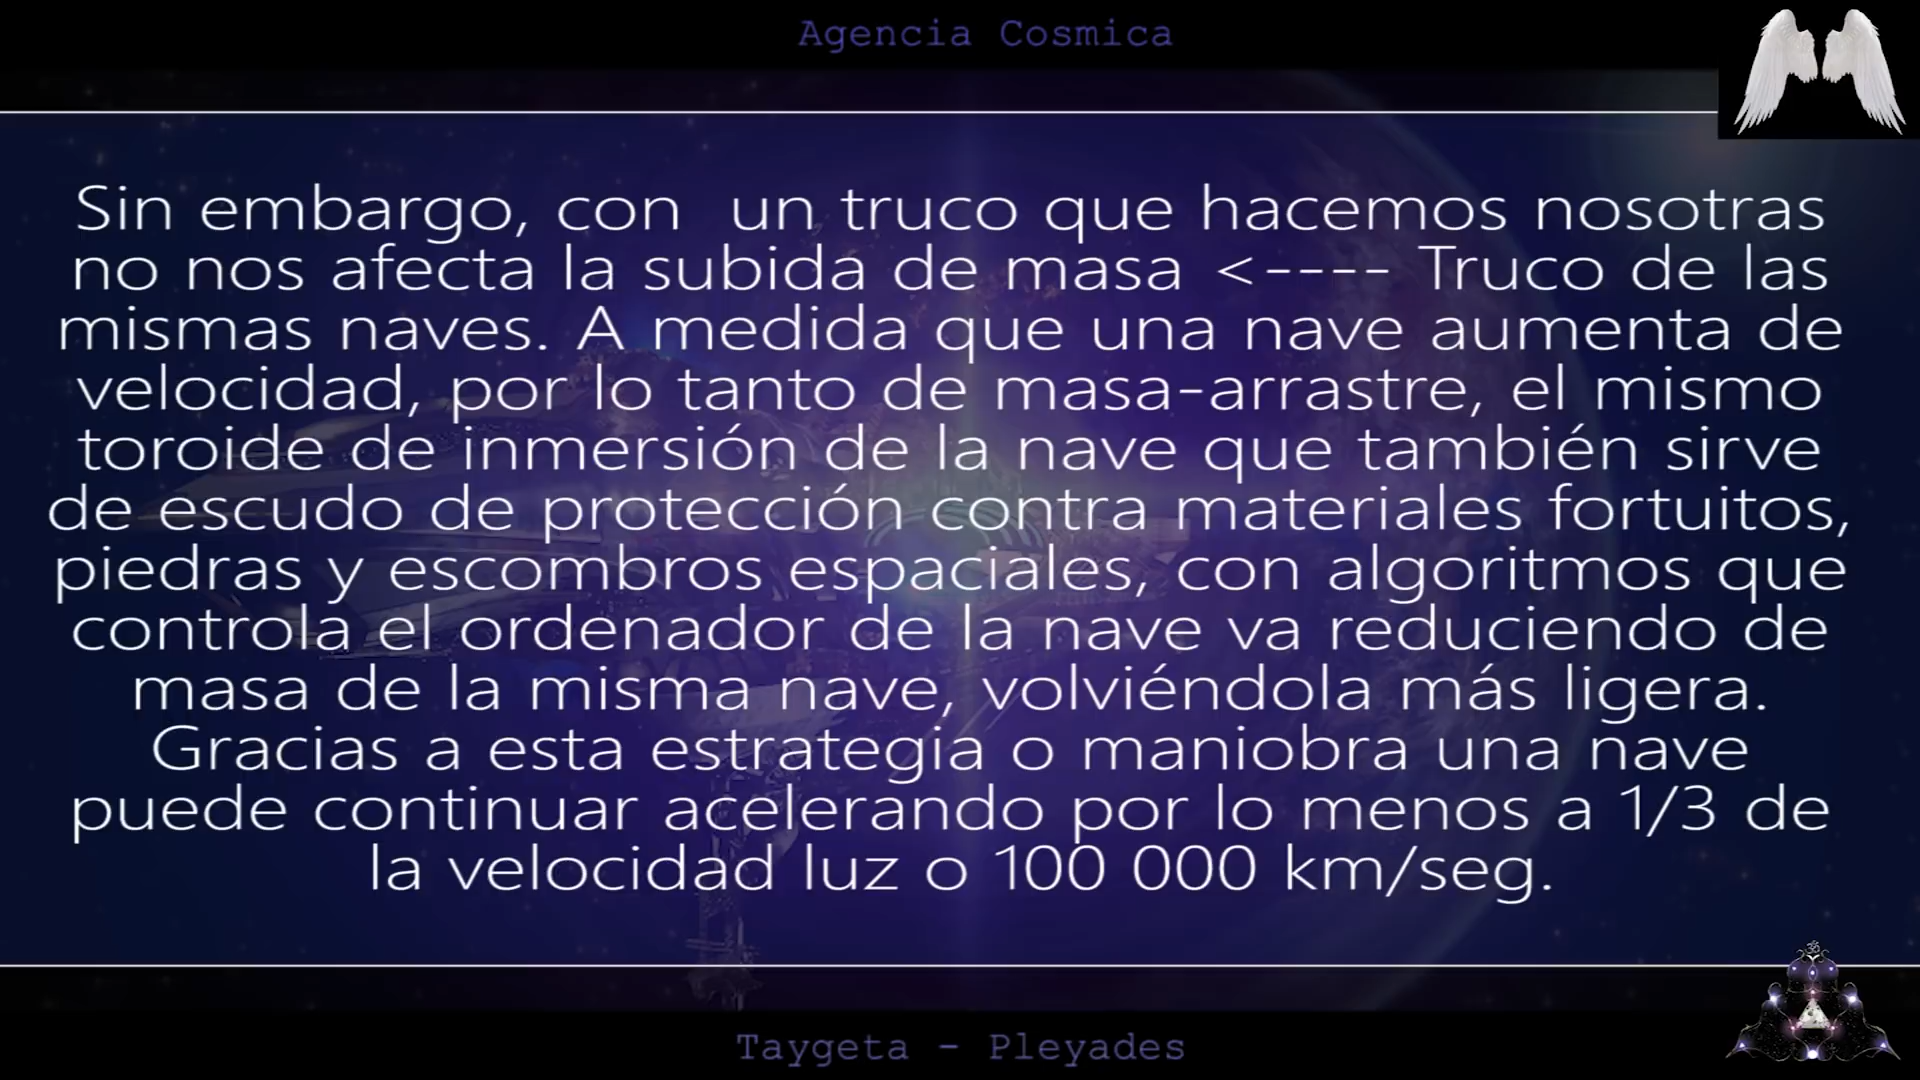 Agencia Cosmica
Sin embargo, con  un truco que hacemos nosotras
no nos afecta la subida de masa <---- Truco de las
mismas naves. A medida que una nave aumenta de
velocidad, por lo tanto de masa-arrastre, el mismo
toroide de inmersión de la nave que también sirve
de escudo de protección contra materiales fortuitos,
piedras y escombros espaciales, con algoritmos que
controla el ordenador de la nave va reduciendo de
masa de la misma nave, volviéndola más ligera.
Gracias a esta estrategia o maniobra una nave
puede continuar acelerando por lo menos a 1/3 de
la velocidad luz o 100 000 km/seg.
ॐ
Taygeta - Pleyades